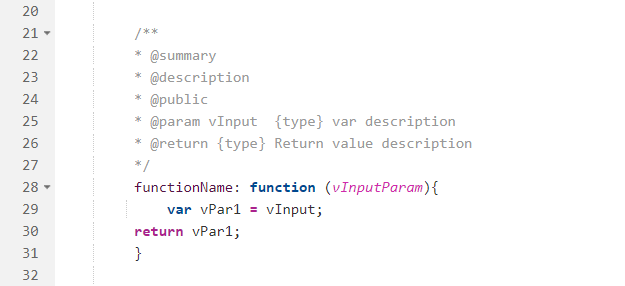 20
21 /**
22 * @summary
23 * @description
24 * @public
25 * @param vInput  {type} var description
26 * @return {type} Return value description
27 */
28 functionName: function (vInputParam){
29 var vPar1 = vInput;
30 return vPar1;
31 }
32